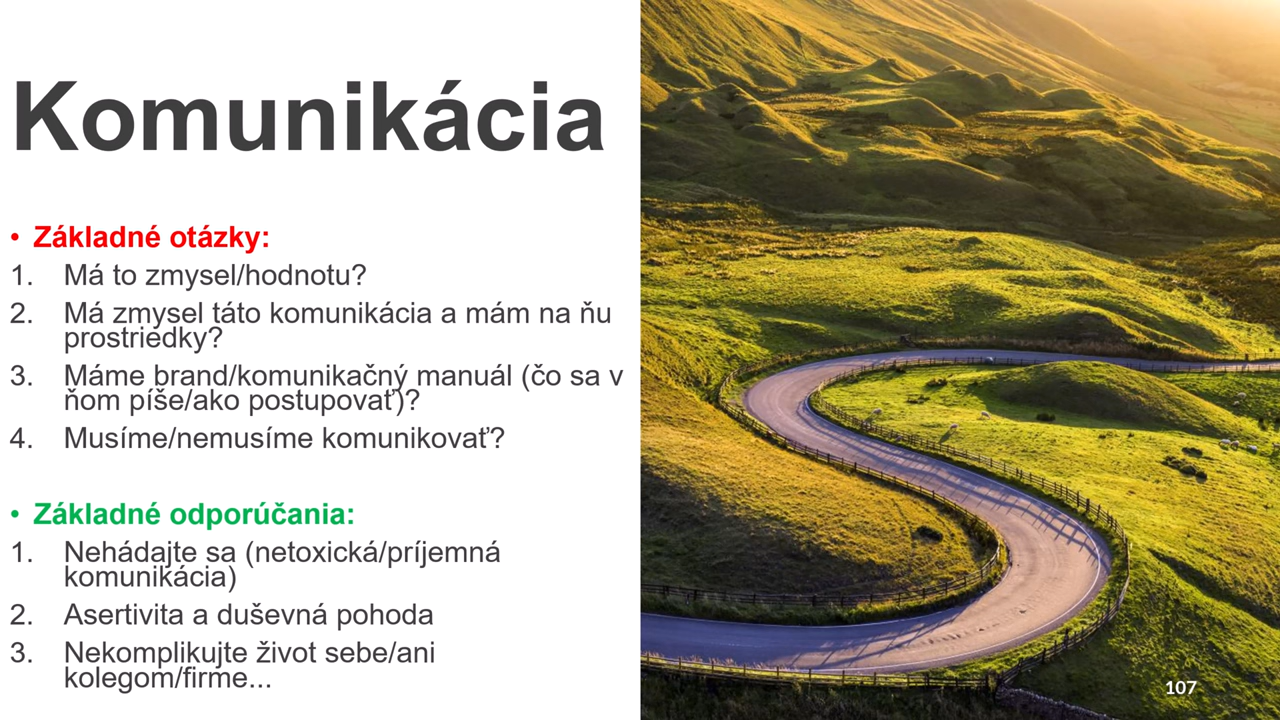 Komunikácia
• Základné otázky:
1. Má to zmysel/hodnotu?
2. Má zmysel táto komunikácia a mám na ňu
prostriedky?
3. Máme brand/komunikačný manuál (čo sa v
ňom píše/ako postupovať)?
4. Musíme/nemusíme komunikovať?
• Základné odporúčania:
1. Nehádajte sa (netoxická/príjemná
komunikácia)
2. Asertivita a duševná pohoda
3. Nekomplikujte život sebe/ani
kolegom/firme...
107